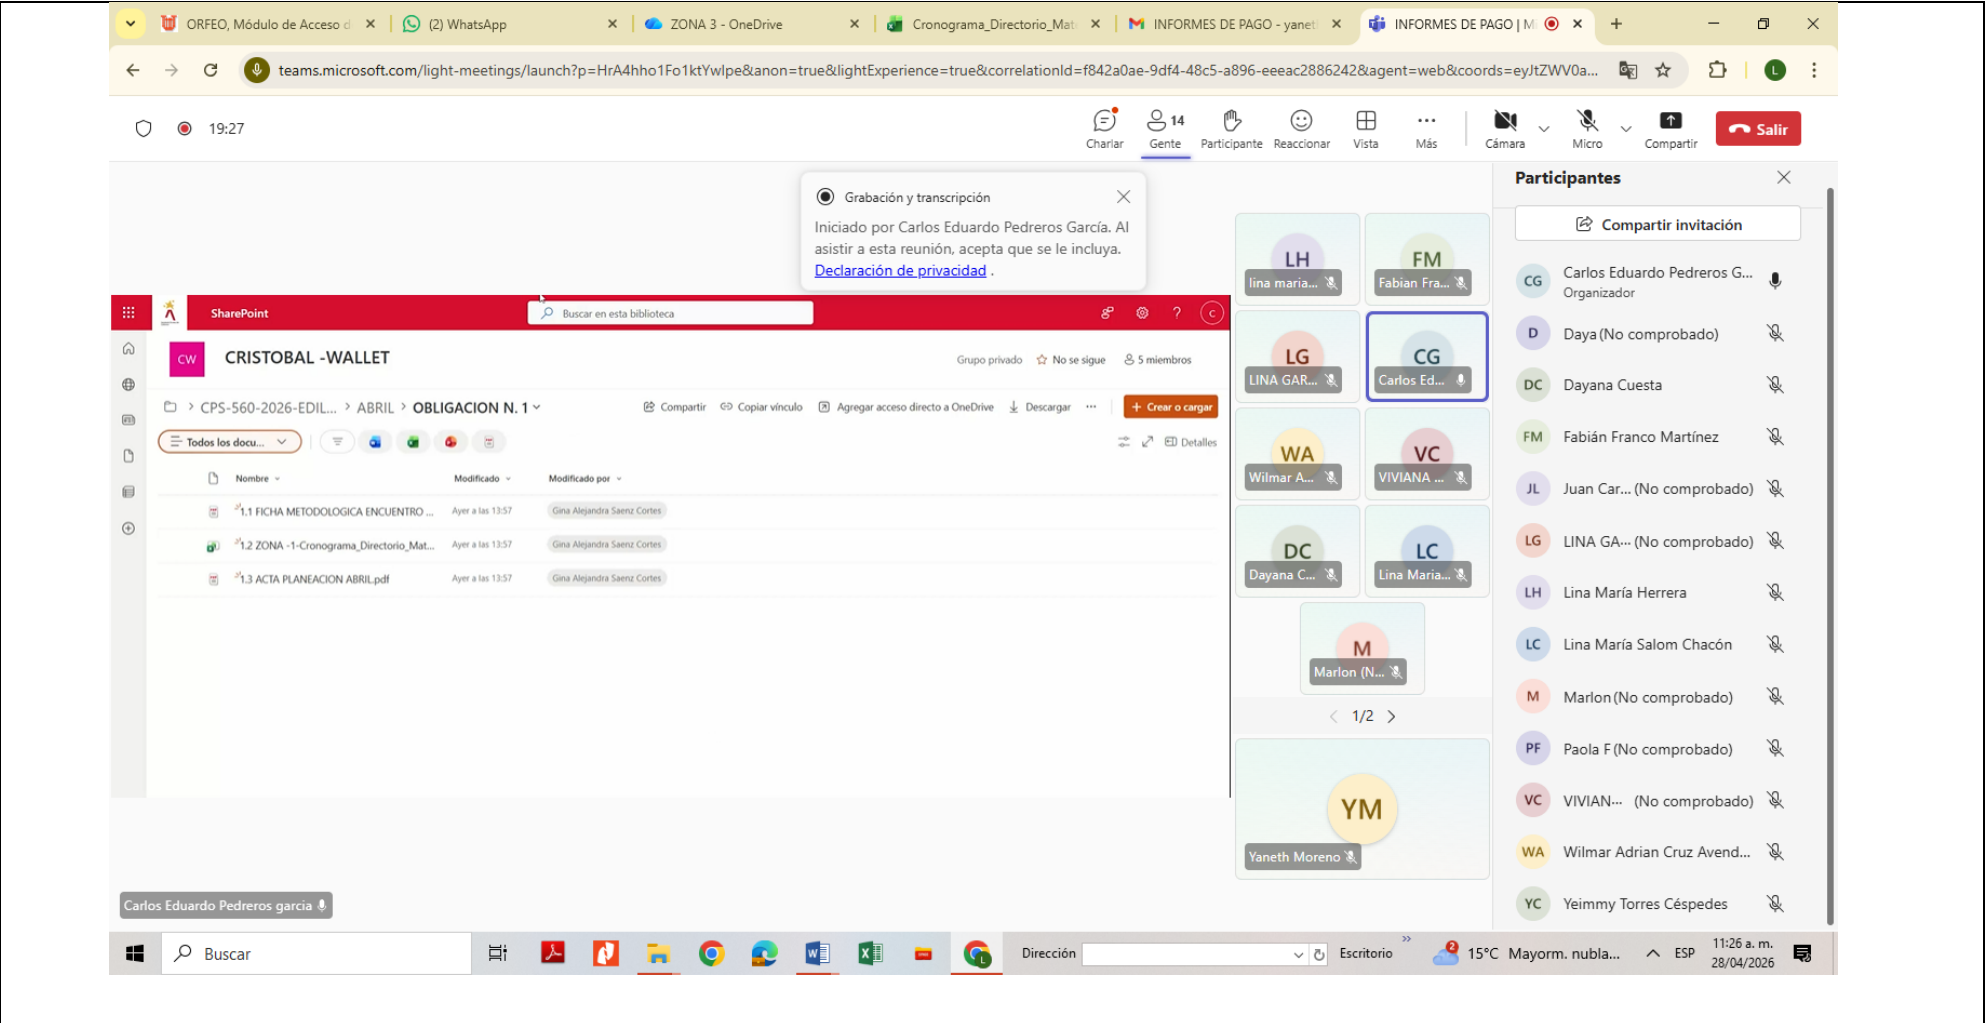 ORFEO, Módulo de Acceso d
(2) WhatsApp
ZONA 3 - OneDrive
Cronograma_Directorio_Mat
INFORMES DE PAGO - yanet
INFORMES DE PAGO | Mi
teams.microsoft.com/light-meetings/launch?p=HrA4hho1Fo1ktYwlpe&anon=true&lightExperience=true&correlationId=f842a0ae-9df4-48c5-a896-eeeac2886242&agent=web&coords=eyJtZWV0a...
L
19:27
Charlar
14
Gente
Participante
Reaccionar
Vista
Más
Cámara
Micro
Compartir
Salir
Grabación y transcripción
Iniciado por Carlos Eduardo Pedreros García. Al
asistir a esta reunión, acepta que se le incluya.
Declaración de privacidad .
SharePoint
Buscar en esta biblioteca
C
CW
CRISTOBAL -WALLET
Grupo privado
No se sigue
5 miembros
CPS-560-2026-EDIL... > ABRIL > OBLIGACION N. 1
Compartir
Copiar vínculo
Agregar acceso directo a OneDrive
Descargar
...
+ Crear o cargar
Todos los docu...
Detalles
Nombre
Modificado
Modificado por
1.1 FICHA METODOLOGICA ENCUENTRO ...
Ayer a las 13:57
Gina Alejandra Saenz Cortes
1.2 ZONA -1-Cronograma_Directorio_Mat...
Ayer a las 13:57
Gina Alejandra Saenz Cortes
1.3 ACTA PLANEACION ABRIL.pdf
Ayer a las 13:57
Gina Alejandra Saenz Cortes
Carlos Eduardo Pedreros garcia
LH
lina maria...
FM
Fabian Fra...
LG
LINA GAR...
CG
Carlos Ed...
WA
Wilmar A...
VC
VIVIANA ...
DC
Dayana C...
LC
Lina Maria...
M
Marlon (N...
1/2
YM
Yaneth Moreno
Participantes
Compartir invitación
CG
Carlos Eduardo Pedreros G...
Organizador
D
Daya (No comprobado)
DC
Dayana Cuesta
FM
Fabián Franco Martínez
JL
Juan Car... (No comprobado)
LG
LINA GA... (No comprobado)
LH
Lina María Herrera
LC
Lina María Salom Chacón
M
Marlon (No comprobado)
PF
Paola F (No comprobado)
VC
VIVIAN... (No comprobado)
WA
Wilmar Adrian Cruz Avend...
YC
Yeimmy Torres Céspedes
Buscar
Dirección
Escritorio
2
15°C Mayorm. nubla...
ESP
11:26 a. m.
28/04/2026